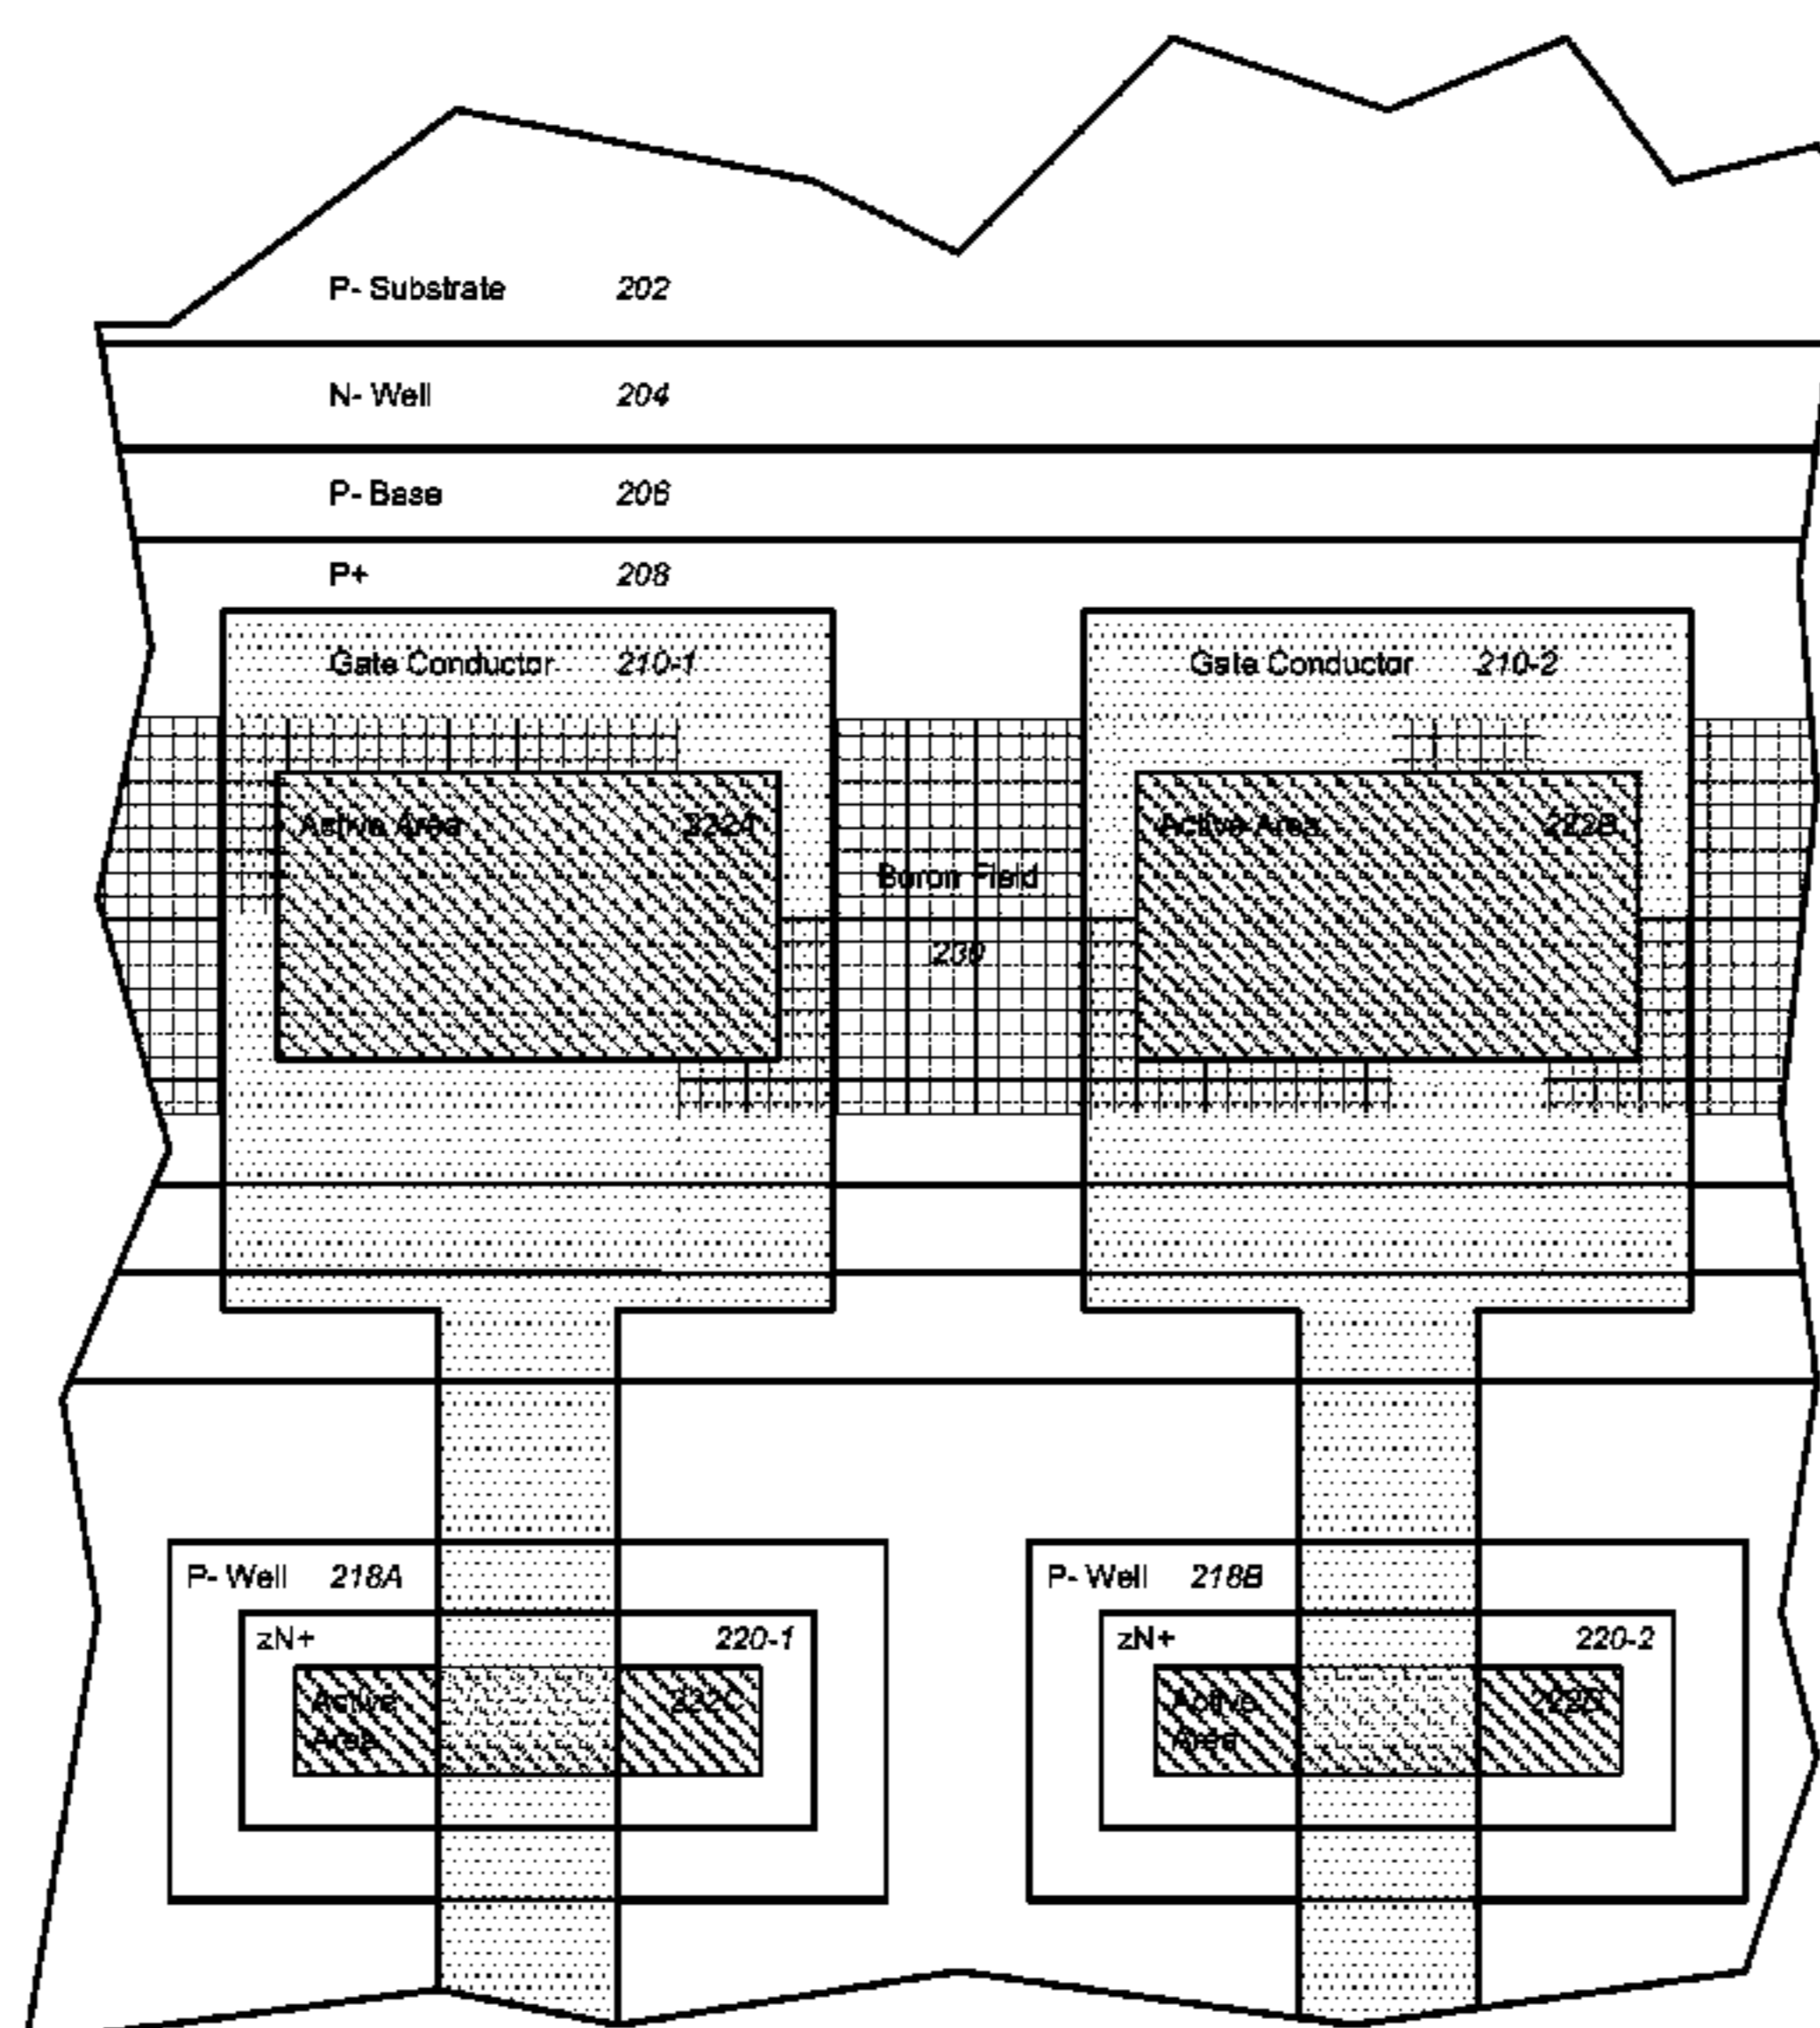 P- Substrate 202
N- Well 204
P- Base 206
P+ 208
Gate Conductor 210-1 Gate Conductor 210-2
Active Area 222A Active Area 222B
Boron Field
230
P- Well 218A P- Well 218B
zN+ 220-1 zN+ 220-2
Active 222C Active 222D
Area Area